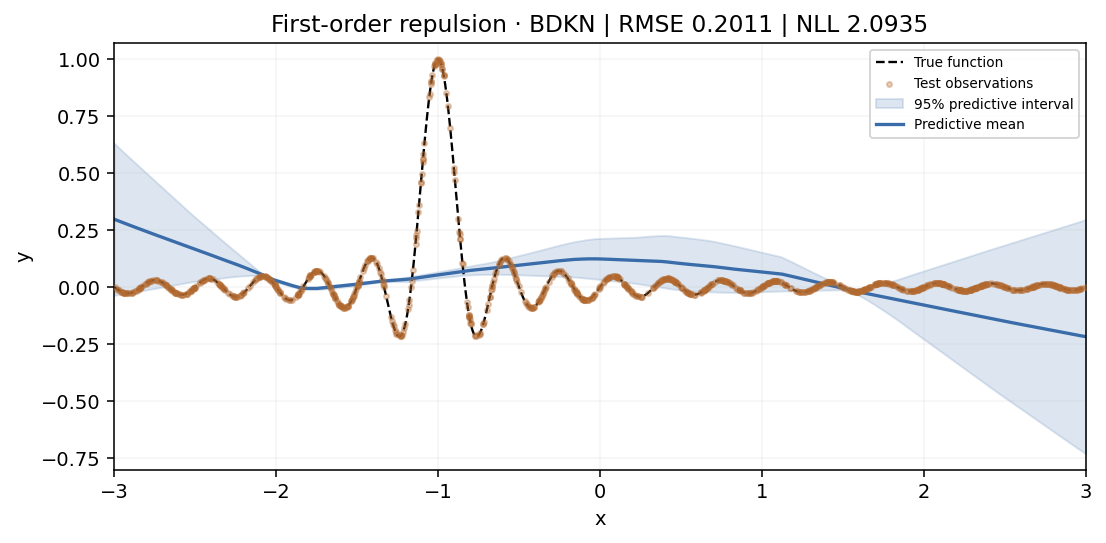 First-order repulsion · BDKN | RMSE 0.2011 | NLL 2.0935
True function
Test observations
95% predictive interval
Predictive mean
1.00
0.75
0.50
0.25
0.00
−0.25
−0.50
−0.75
y
−3
−2
−1
0
1
2
3
x